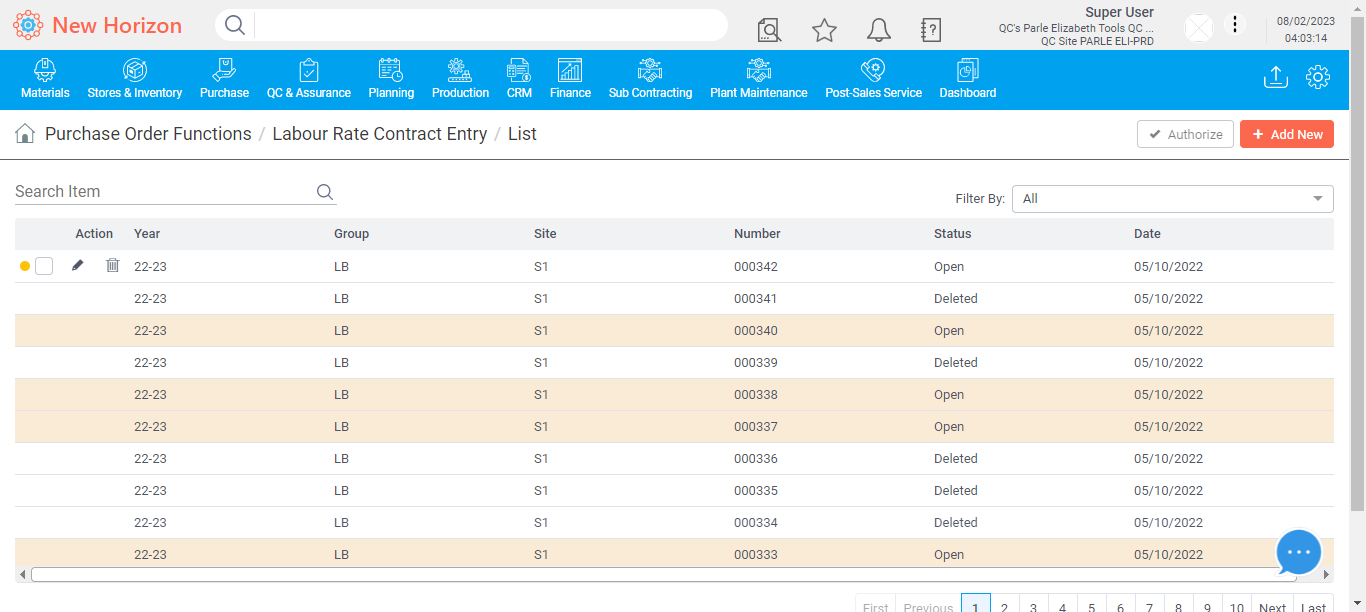 New Horizon
Super User
QC's Parle Elizabeth Tools QC ...
QC Site PARLE ELI-PRD
08/02/2023
04:03:14
Materials Stores & Inventory Purchase QC & Assurance Planning Production CRM Finance Sub Contracting Plant Maintenance Post-Sales Service Dashboard
Purchase Order Functions / Labour Rate Contract Entry / List
Authorize
+ Add New
Search Item
Filter By: All
Action Year Group Site Number Status Date
22-23 LB S1 000342 Open 05/10/2022
22-23 LB S1 000341 Deleted 05/10/2022
22-23 LB S1 000340 Open 05/10/2022
22-23 LB S1 000339 Deleted 05/10/2022
22-23 LB S1 000338 Open 05/10/2022
22-23 LB S1 000337 Open 05/10/2022
22-23 LB S1 000336 Deleted 05/10/2022
22-23 LB S1 000335 Deleted 05/10/2022
22-23 LB S1 000334 Deleted 05/10/2022
22-23 LB S1 000333 Open 05/10/2022
First Previous 1 2 3 4 5 6 7 8 9 10 Next Last